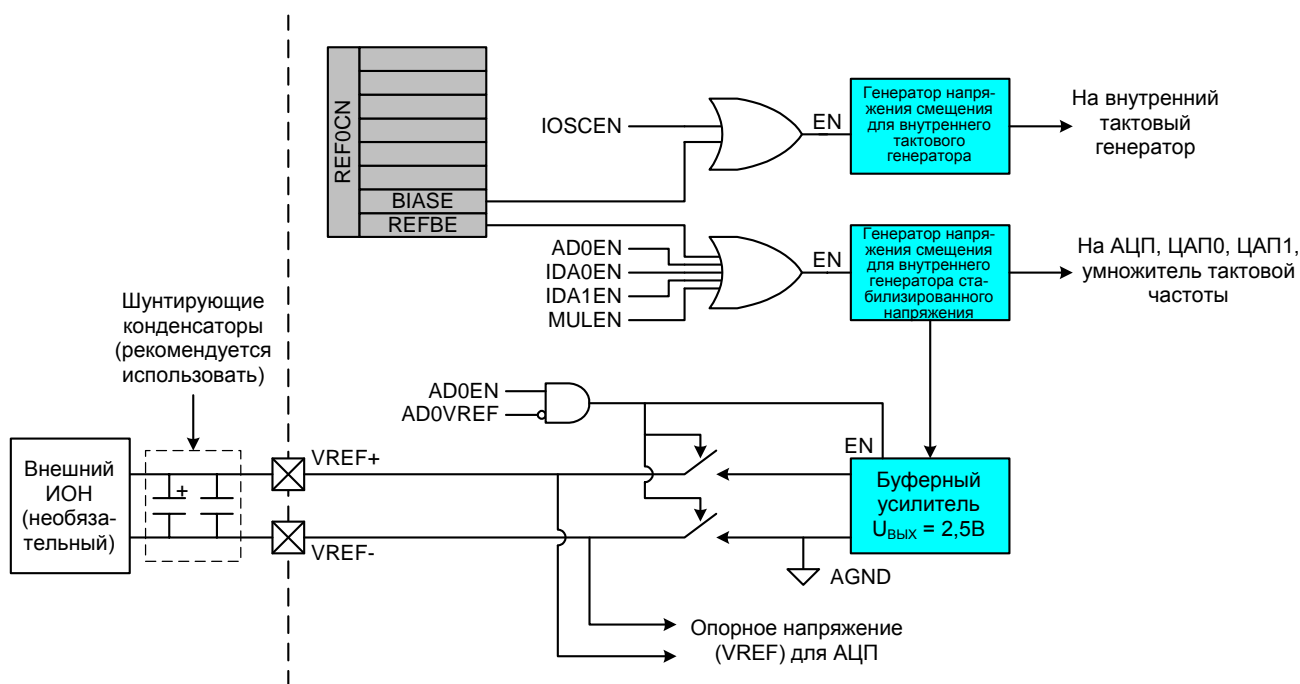 REF0CN
BIASE
REFBE
IOSCEN
EN
Генератор напря-
жения смещения
для внутреннего
тактового
генератора
На внутренний
тактовый
генератор
AD0EN
IDA0EN
IDA1EN
MULEN
EN
Генератор напря-
жения смещения
для внутреннего
генератора ста-
билизированного
напряжения
На АЦП, ЦАП0, ЦАП1,
умножитель тактовой
частоты
Шунтирующие
конденсаторы
(рекомендуется
использовать)
AD0EN
AD0VREF
EN
Внешний
ИОН
(необяза-
тельный)
+
VREF+
VREF-
Буферный
усилитель
UВЫХ = 2,5В
AGND
Опорное напряжение
(VREF) для АЦП